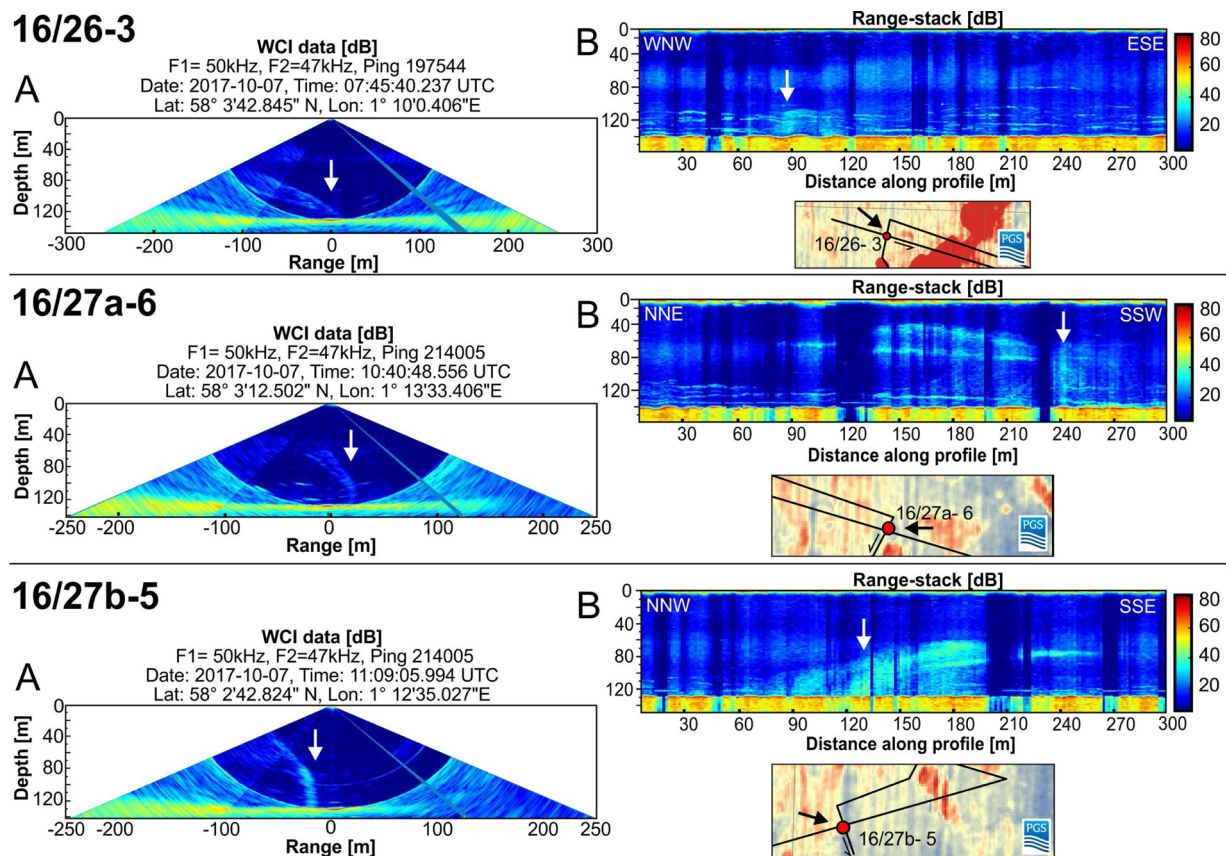 16/26-3
A
WCI data [dB]
F1= 50kHz, F2=47kHz, Ping 197544
Date: 2017-10-07, Time: 07:45:40.237 UTC
Lat: 58° 3'42.845" N, Lon: 1° 10'0.406"E
Depth [m]
0
40
80
120
-300 -200 -100 0 100 200 300
Range [m]
B
Range-stack [dB]
WNW ESE
0
40
80
120
30 60 90 120 150 180 210 240 270 300
Distance along profile [m]
80
60
40
20
16/26- 3
PGS
16/27a-6
A
WCI data [dB]
F1= 50kHz, F2=47kHz, Ping 214005
Date: 2017-10-07, Time: 10:40:48.556 UTC
Lat: 58° 3'12.502" N, Lon: 1° 13'33.406"E
Depth [m]
0
40
80
120
-250 -200 -100 0 100 200 250
Range [m]
B
Range-stack [dB]
NNE SSW
0
40
80
120
30 60 90 120 150 180 210 240 270 300
Distance along profile [m]
80
60
40
20
16/27a- 6
PGS
16/27b-5
A
WCI data [dB]
F1= 50kHz, F2=47kHz, Ping 214005
Date: 2017-10-07, Time: 11:09:05.994 UTC
Lat: 58° 2'42.824" N, Lon: 1° 12'35.027"E
Depth [m]
0
40
80
120
-250 -200 -100 0 100 200 250
Range [m]
B
Range-stack [dB]
NNW SSE
0
40
80
120
30 60 90 120 150 180 210 240 270 300
Distance along profile [m]
80
60
40
20
16/27b- 5
PGS